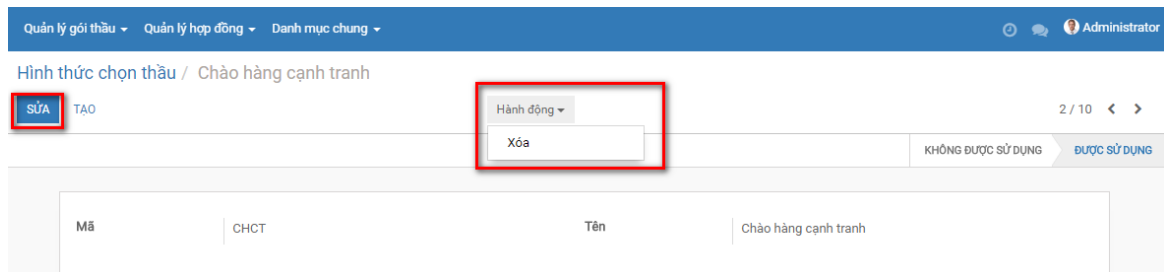 Quản lý gói thầu Quản lý hợp đồng Danh mục chung Administrator
Hình thức chọn thầu / Chào hàng cạnh tranh
SỬA TẠO Hành động 2 / 10
Xóa
KHÔNG ĐƯỢC SỬ DỤNG ĐƯỢC SỬ DỤNG
Mã CHCT Tên Chào hàng cạnh tranh